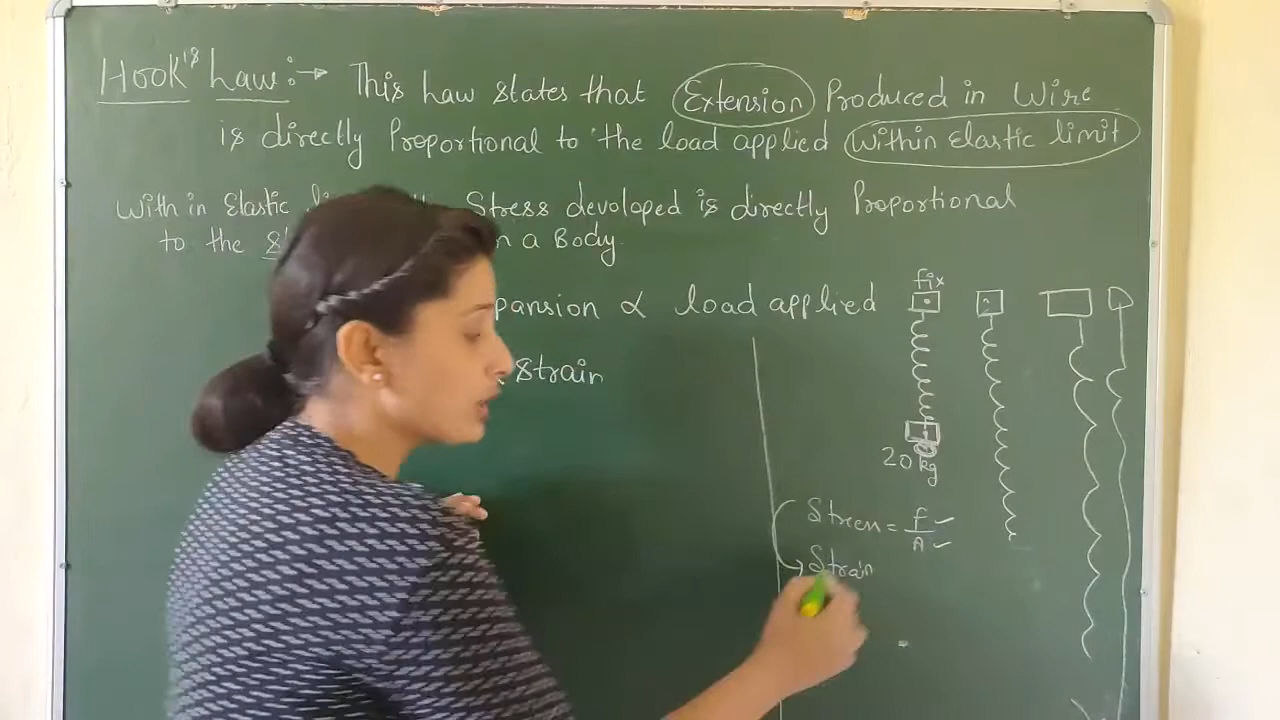 Hook's Law :→ This Law states that Extension Produced in Wire
is directly Proportional to the load applied Within elastic limit
With in Elastic Stress devoloped is directly Proportional
to the a Body.
pansion ∝ load applied
strain
fix
20 kg
Stress = F/A
Strain